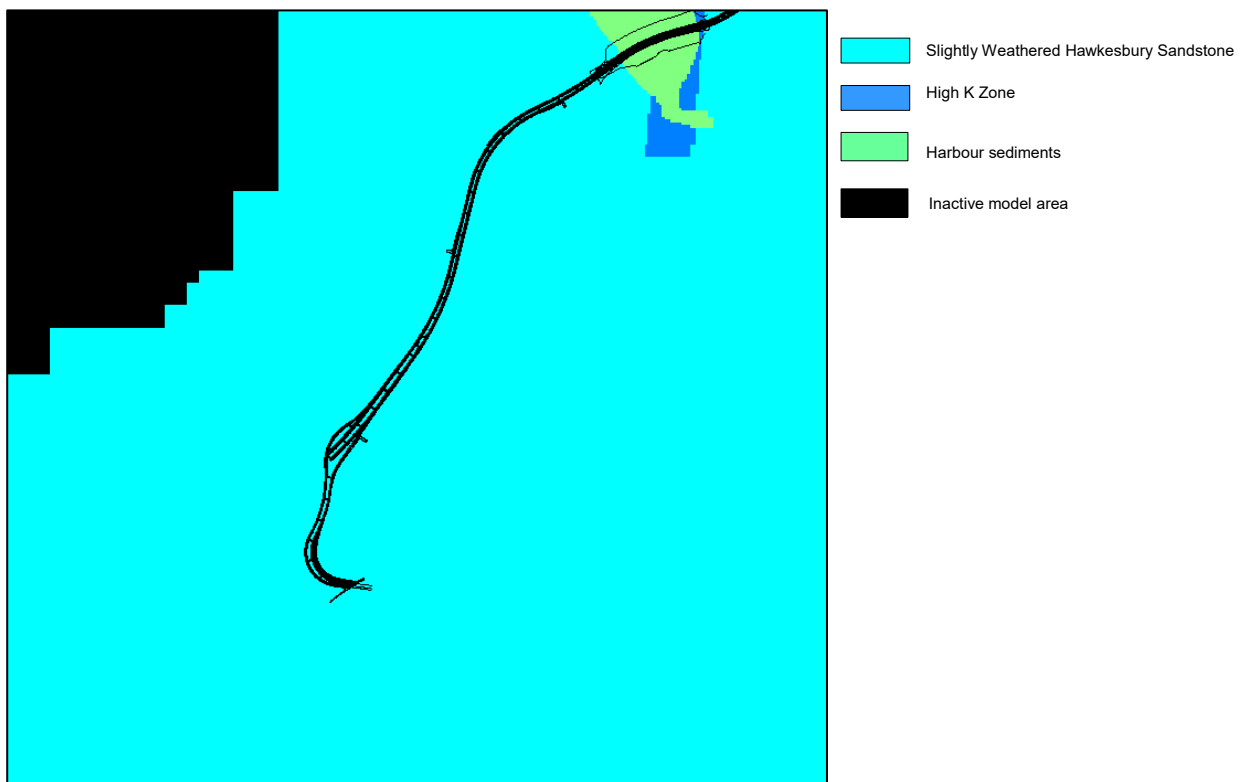 Slightly Weathered Hawkesbury Sandstone
High K Zone
Harbour sediments
Inactive model area